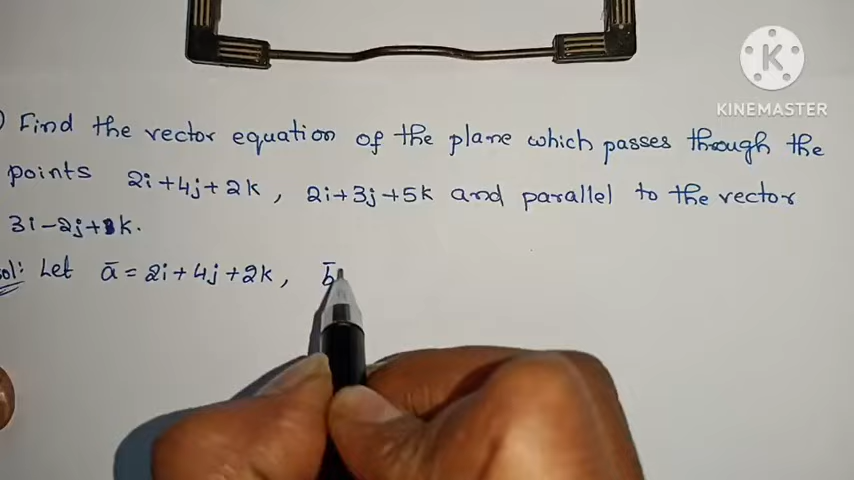 KINEMASTER
) Find the vector equation of the plane which passes through the
points 2i+4j+2k, 2i+3j+5k and parallel to the vector
3i-2j+k.
sol: Let a̅ = 2i+4j+2k, b̅